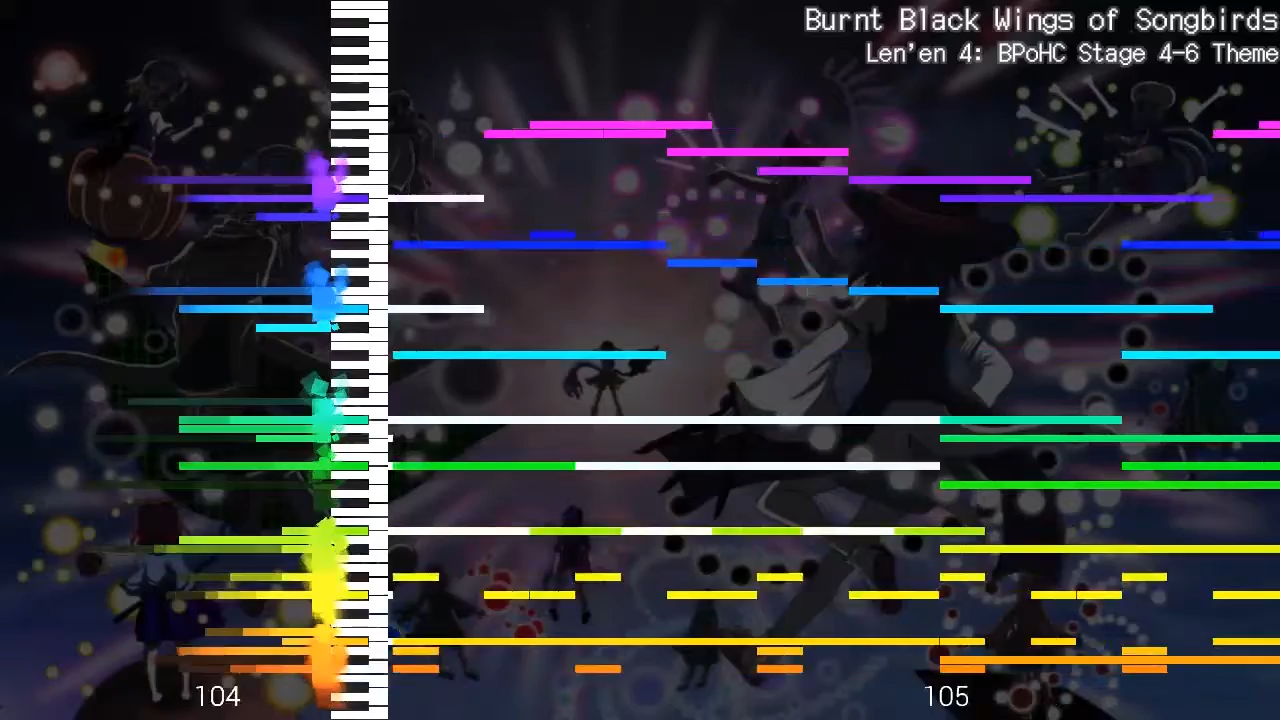 Burnt Black Wings of Songbirds
Len'en 4: BPoHC Stage 4-6 Theme
104
105